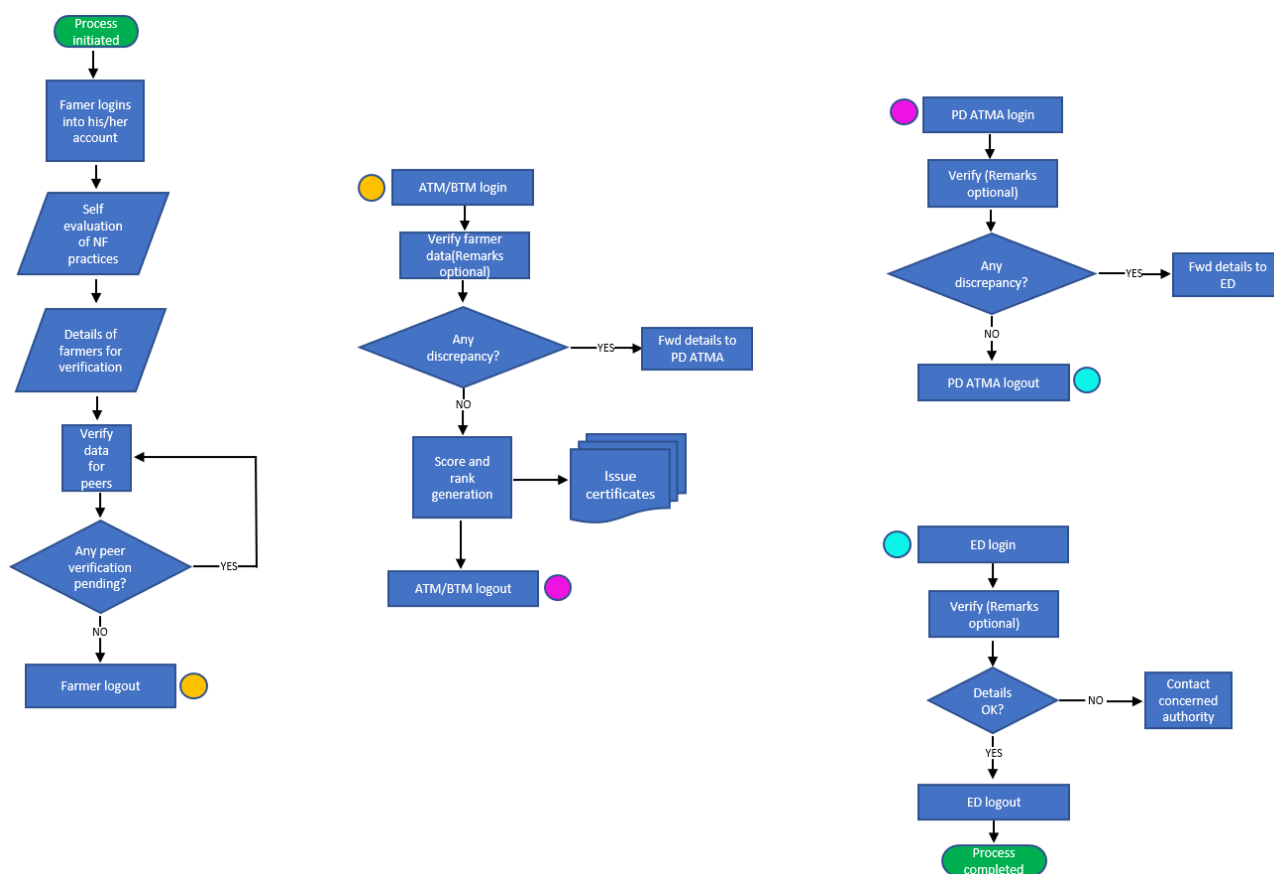 Process
initiated
Famer logins
into his/her
account
Self
evaluation
of NF
practices
Details of
farmers for
verification
Verify
data
for
peers
Any peer
verification
pending?
YES
NO
Farmer logout
ATM/BTM login
Verify farmer
data(Remarks
optional)
Any
discrepancy?
YES
Fwd details to
PD ATMA
NO
Score and
rank
generation
Issue
certificates
ATM/BTM logout
PD ATMA login
Verify (Remarks
optional)
Any
discrepancy?
YES
Fwd details to
ED
NO
PD ATMA logout
ED login
Verify (Remarks
optional)
Details
OK?
NO
Contact
concerned
authority
YES
ED logout
Process
completed